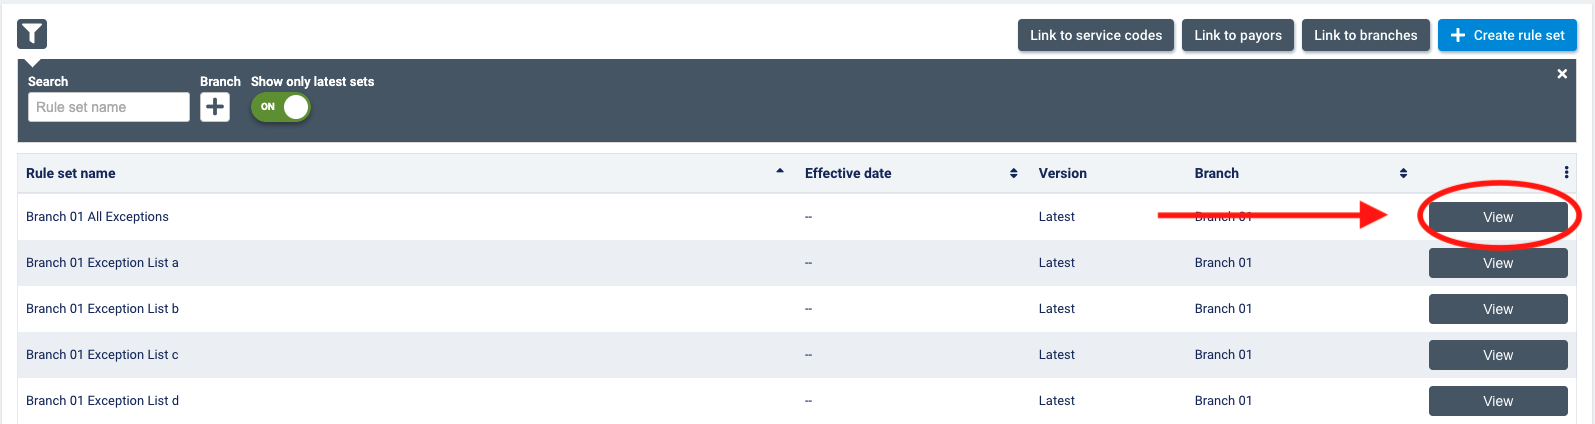 Link to service codes Link to payors Link to branches Create rule set
Search Branch Show only latest sets
Rule set name ON
Rule set name Effective date Version Branch
Branch 01 All Exceptions -- Latest Branch 01 View
Branch 01 Exception List a -- Latest Branch 01 View
Branch 01 Exception List b -- Latest Branch 01 View
Branch 01 Exception List c -- Latest Branch 01 View
Branch 01 Exception List d -- Latest Branch 01 View